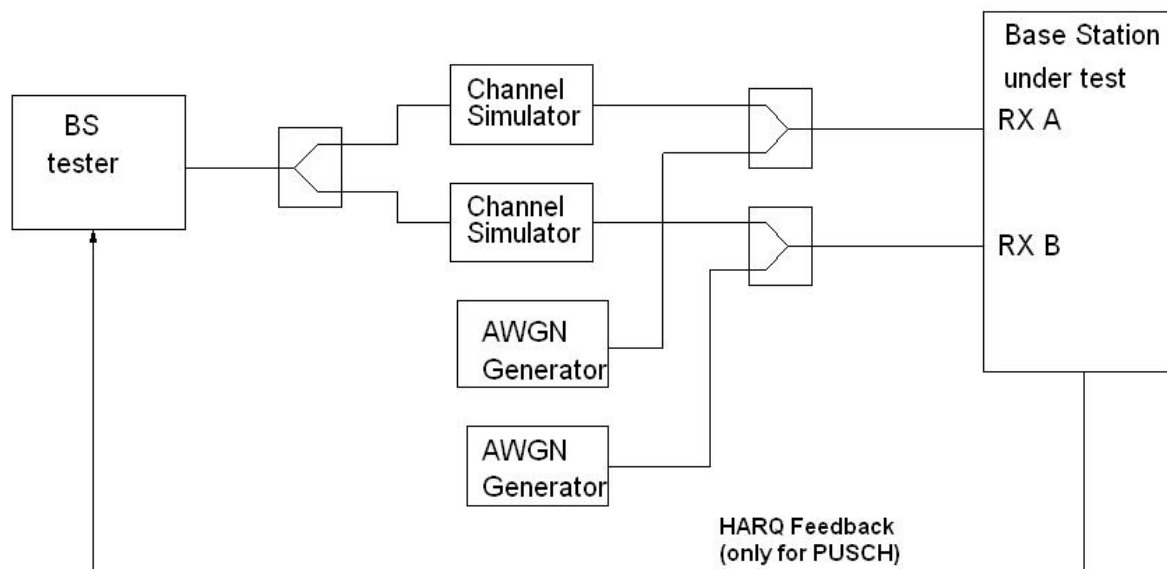 BS
tester
Channel
Simulator
Channel
Simulator
AWGN
Generator
AWGN
Generator
Base Station
under test
RX A
RX B
HARQ Feedback
(only for PUSCH)